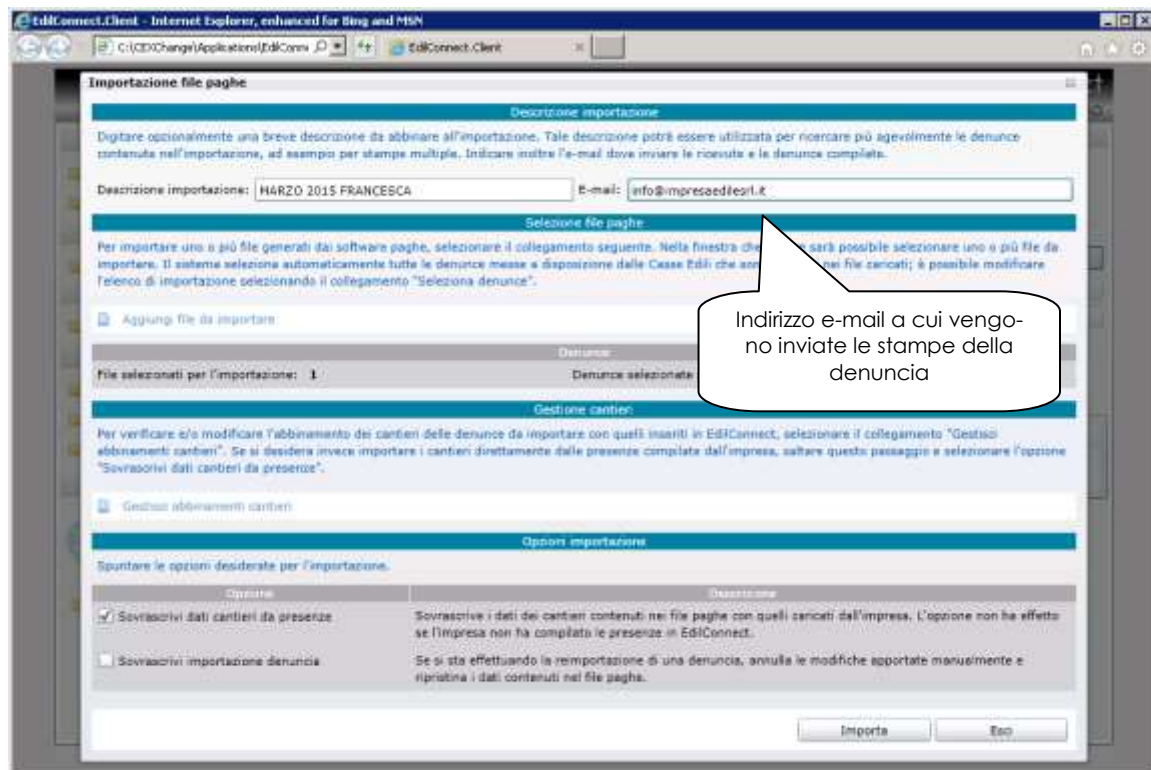 EdilConnect.Client - Internet Explorer, enhanced for Bing and MSN
C:\CEXChange\Applications\EdilConne
EdilConnect.Client
Importazione file paghe
Descrizione importazione
Digitare opzionalmente una breve descrizione da abbinare all'importazione. Tale descrizione potrà essere utilizzata per ricercare più agevolmente le denunce
contenute nell'importazione, ad esempio per stampe multiple. Indicare inoltre l'e-mail dove inviare le ricevute e le denunce compilate.
Descrizione importazione: MARZO 2015 FRANCESCA E-mail: info@impresaedilesrl.it
Selezione file paghe
Per importare uno o più file generati dai software paghe, selezionare il collegamento seguente. Nella finestra che sarà possibile selezionare uno o più file da
importare. Il sistema seleziona automaticamente tutte le denunce messe a disposizione dalle Casse Edili che nei file caricati; è possibile modificare
l'elenco di importazione selezionando il collegamento "Seleziona denunce".
Aggiungi file da importare
Indirizzo e-mail a cui vengo-
no inviate le stampe della
denuncia
Denunce
File selezionati per l'importazione: 1 Denunce selezionate
Gestione cantieri
Per verificare e/o modificare l'abbinamento dei cantieri delle denunce da importare con quelli inseriti in EdilConnect, selezionare il collegamento "Gestisci
abbinamenti cantieri". Se si desidera invece importare i cantieri direttamente dalle presenze compilate dall'impresa, saltare questo passaggio e selezionare l'opzione
"Sovrascrivi dati cantieri da presenze".
Gestisci abbinamenti cantieri
Opzioni importazione
Spuntare le opzioni desiderate per l'importazione.
Opzione Descrizione
Sovrascrivi dati cantieri da presenze Sovrascrive i dati dei cantieri contenuti nei file paghe con quelli caricati dall'impresa. L'opzione non ha effetto
se l'impresa non ha compilato le presenze in EdilConnect.
Sovrascrivi importazione denuncia Se si sta effettuando la reimportazione di una denuncia, annulla le modifiche apportate manualmente e
ripristina i dati contenuti nel file paghe.
Importa Esci